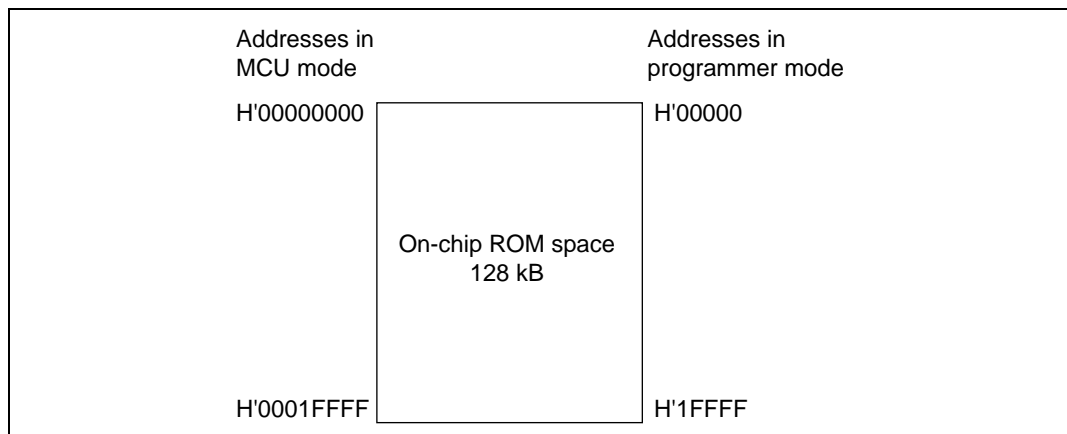 Addresses in
MCU mode
Addresses in
programmer mode
H'00000000
H'00000
On-chip ROM space
128 kB
H'0001FFFF
H'1FFFF